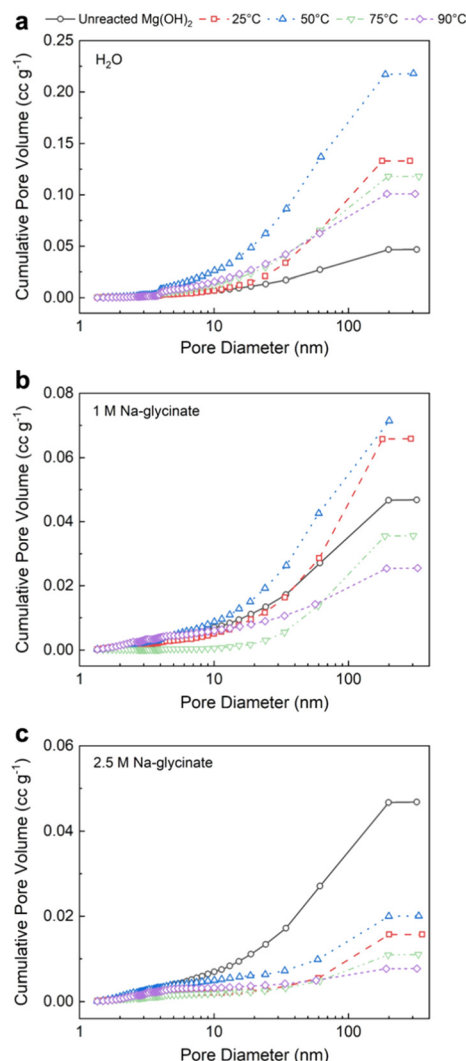 a
Unreacted Mg(OH)₂ 25°C 50°C 75°C 90°C
H₂O
Cumulative Pore Volume (cc g⁻¹)
0.25
0.20
0.15
0.10
0.05
0.00
1 10 100
Pore Diameter (nm)
b
1 M Na-glycinate
Cumulative Pore Volume (cc g⁻¹)
0.08
0.06
0.04
0.02
0.00
1 10 100
Pore Diameter (nm)
c
2.5 M Na-glycinate
Cumulative Pore Volume (cc g⁻¹)
0.06
0.04
0.02
0.00
1 10 100
Pore Diameter (nm)